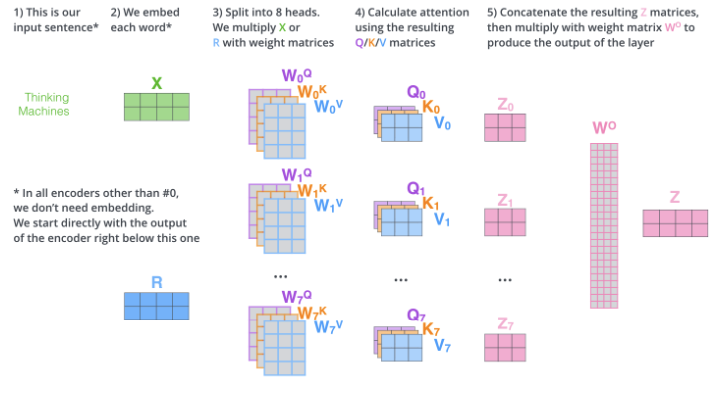 1) This is our
input sentence*
2) We embed
each word*
3) Split into 8 heads.
We multiply X or
R with weight matrices
4) Calculate attention
using the resulting
Q/K/V matrices
5) Concatenate the resulting Z matrices,
then multiply with weight matrix Wᴼ to
produce the output of the layer
Thinking
Machines
X
W₀Q
W₀K
W₀V
Q₀
K₀
V₀
Z₀
Wᴼ
* In all encoders other than #0,
we don't need embedding.
We start directly with the output
of the encoder right below this one
W₁Q
W₁K
W₁V
Q₁
K₁
V₁
Z₁
Z
...
...
...
R
W₇Q
W₇K
W₇V
Q₇
K₇
V₇
Z₇